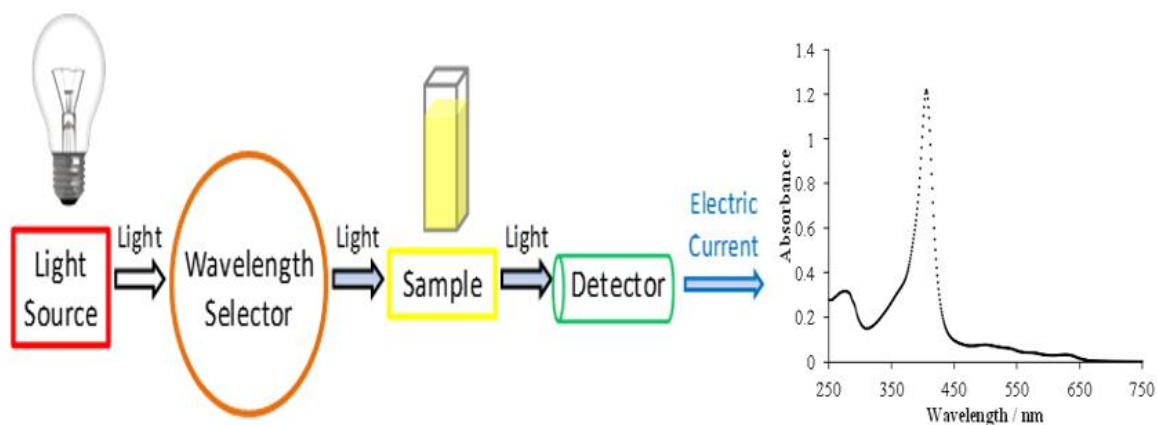 Light
Source
Light
Wavelength
Selector
Light
Sample
Light
Detector
Electric
Current
Absorbance
1.4
1.2
1
0.8
0.6
0.4
0.2
0
250 350 450 550 650 750
Wavelength / nm